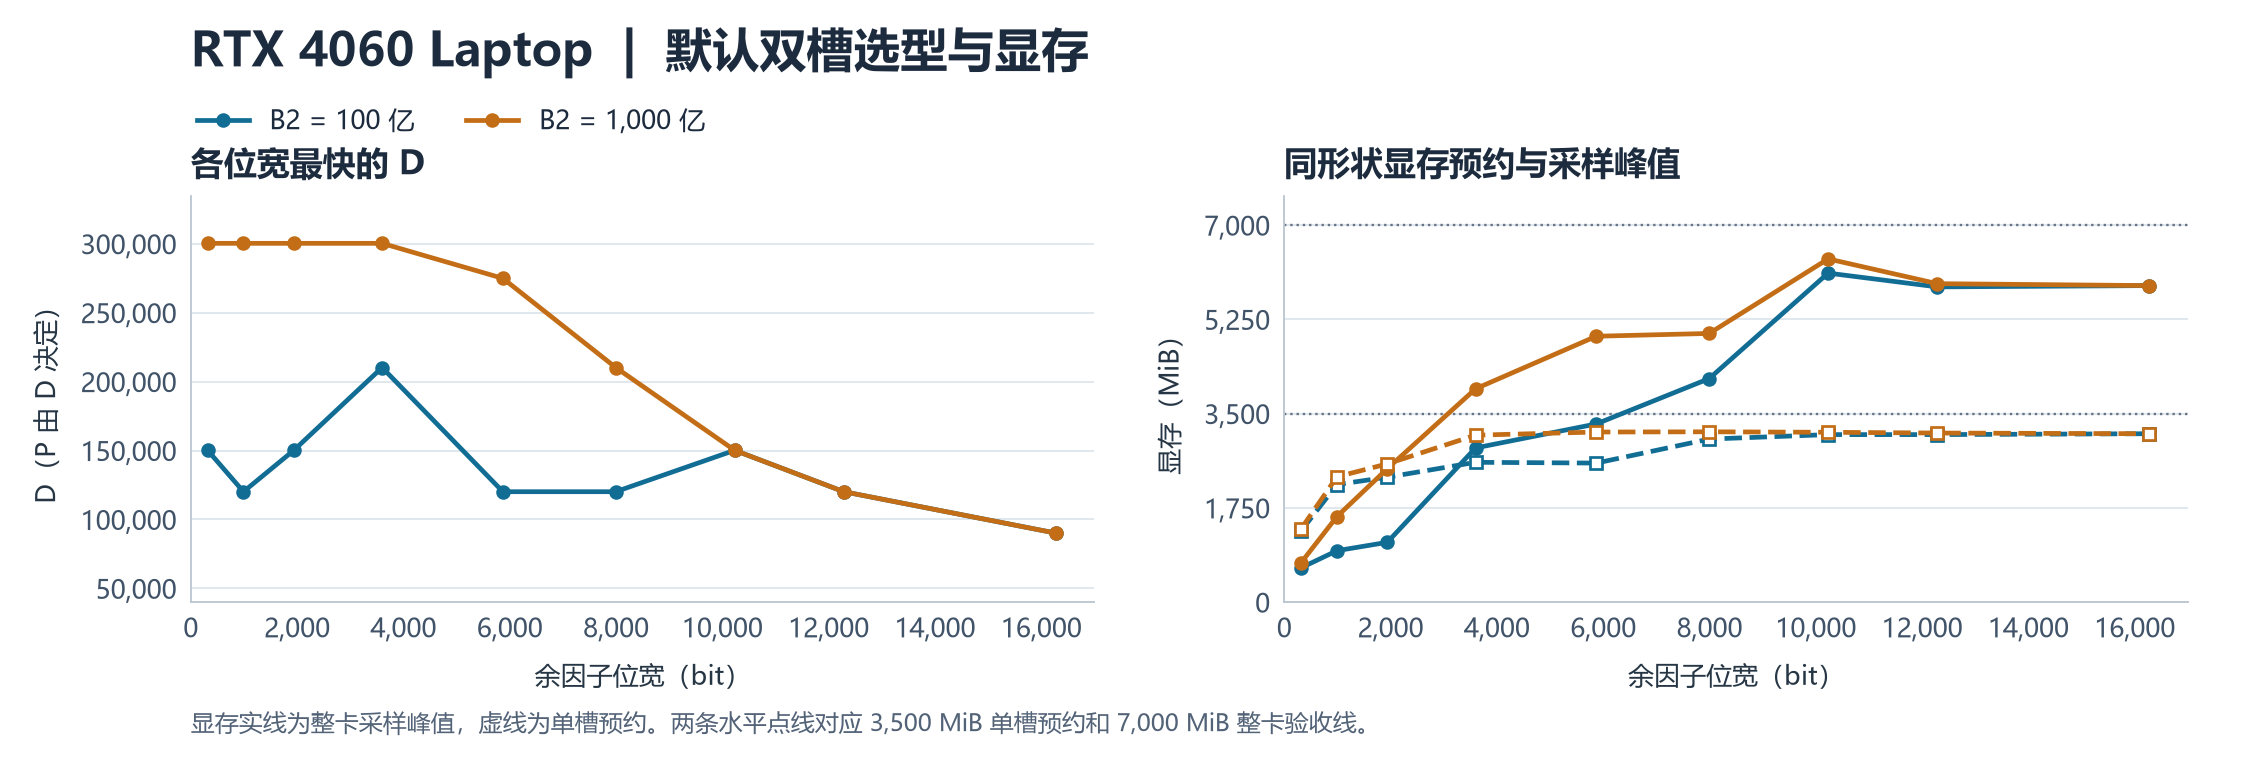 RTX 4060 Laptop | 默认双槽选型与显存
B2 = 100 亿
B2 = 1,000 亿
各位宽最快的 D
D（P 由 D 决定）
300,000
250,000
200,000
150,000
100,000
50,000
0
2,000
4,000
6,000
8,000
10,000
12,000
14,000
16,000
余因子位宽（bit）
同形状显存预约与采样峰值
显存（MiB）
7,000
5,250
3,500
1,750
0
0
2,000
4,000
6,000
8,000
10,000
12,000
14,000
16,000
余因子位宽（bit）
显存实线为整卡采样峰值，虚线为单槽预约。两条水平点线对应 3,500 MiB 单槽预约和 7,000 MiB 整卡验收线。